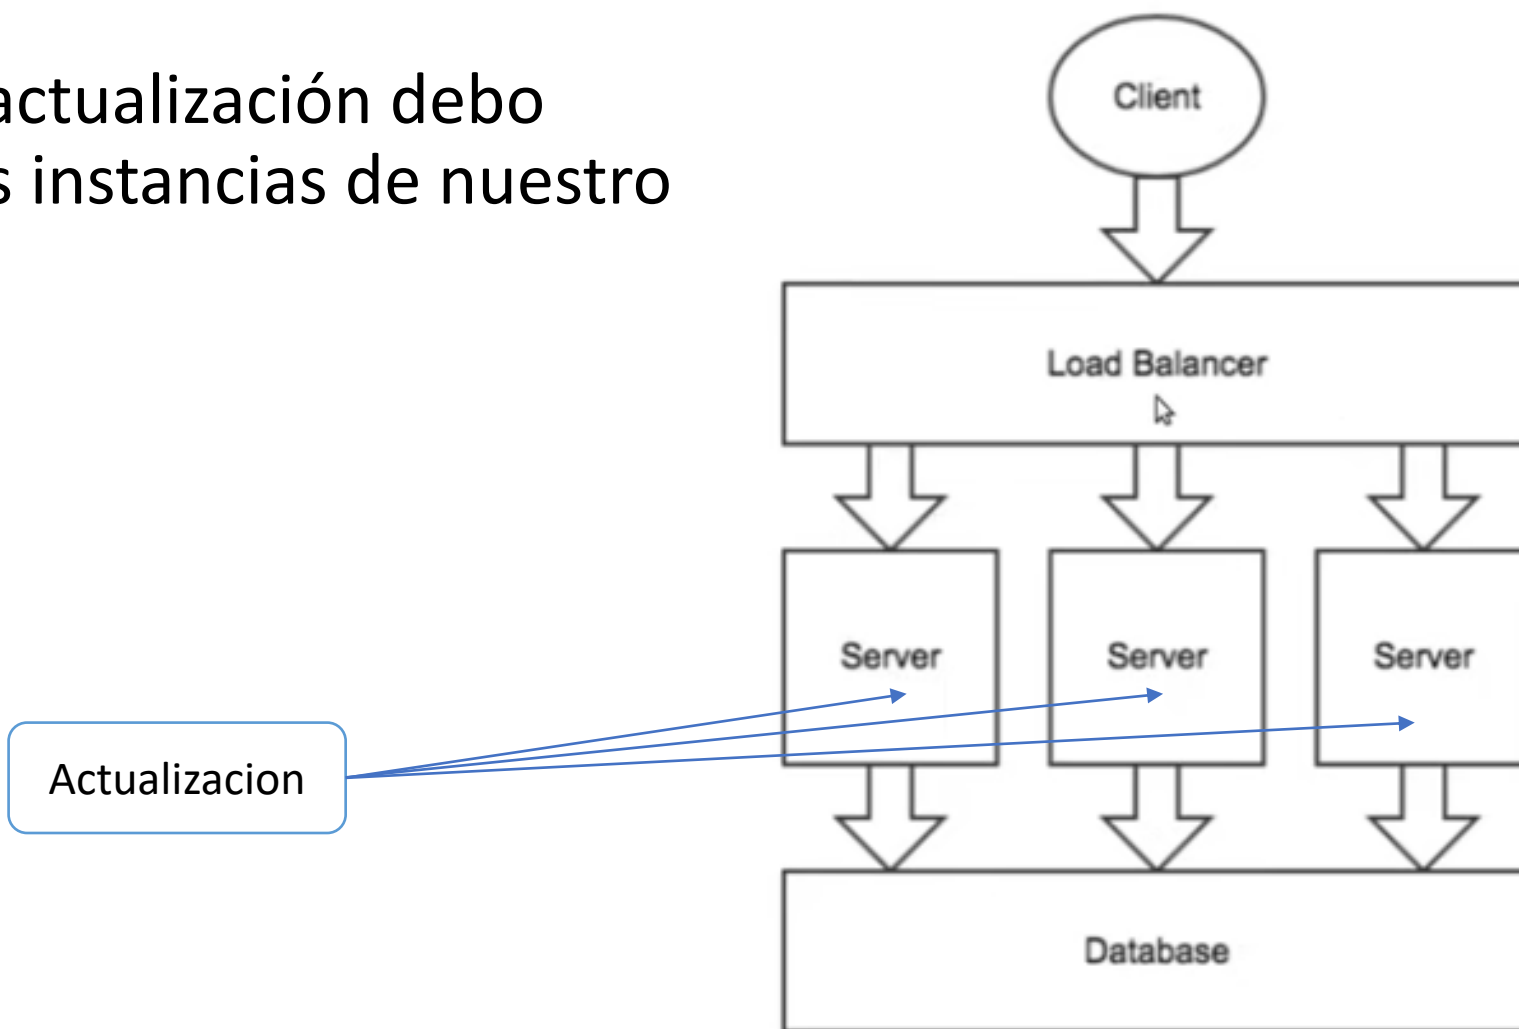 actualización debo
s instancias de nuestro
Client
Load Balancer
Server Server Server
Actualizacion
Database